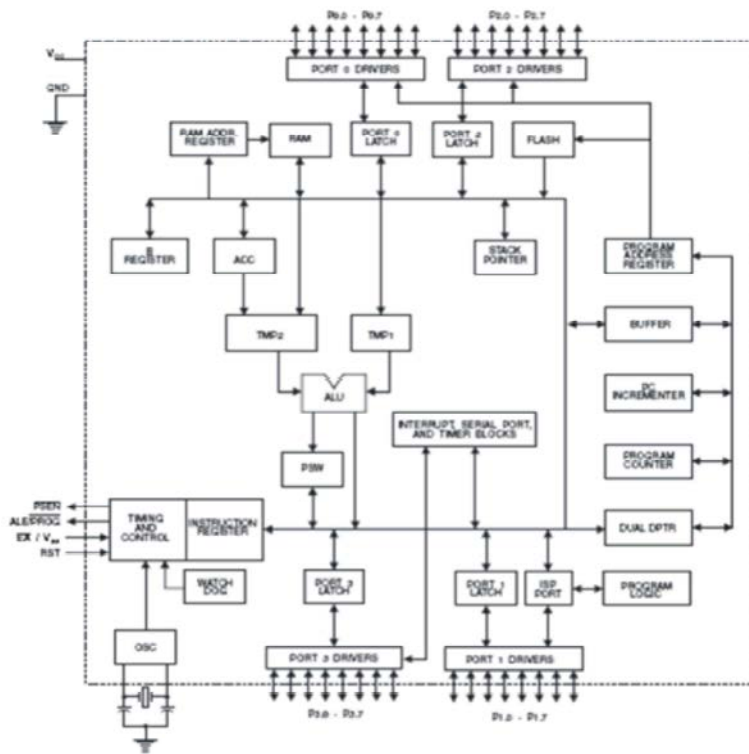 P0.0 - P0.7
P2.0 - P2.7
VCC
GND
PORT 0 DRIVERS
PORT 2 DRIVERS
RAM ADDR.
REGISTER
RAM
PORT 0
LATCH
PORT 2
LATCH
FLASH
B
REGISTER
ACC
STACK
POINTER
PROGRAM
ADDRESS
REGISTER
BUFFER
TMP2
TMP1
ALU
PC
INCREMENTER
INTERRUPT, SERIAL PORT,
AND TIMER BLOCKS
PSW
PROGRAM
COUNTER
PSEN
ALE/PROG
EA / VPP
RST
TIMING
AND
CONTROL
INSTRUCTION
REGISTER
DUAL DPTR
WATCH
DOG
PORT 3
LATCH
PORT 1
LATCH
ISP
PORT
PROGRAM
LOGIC
OSC
PORT 3 DRIVERS
PORT 1 DRIVERS
P3.0 - P3.7
P1.0 - P1.7